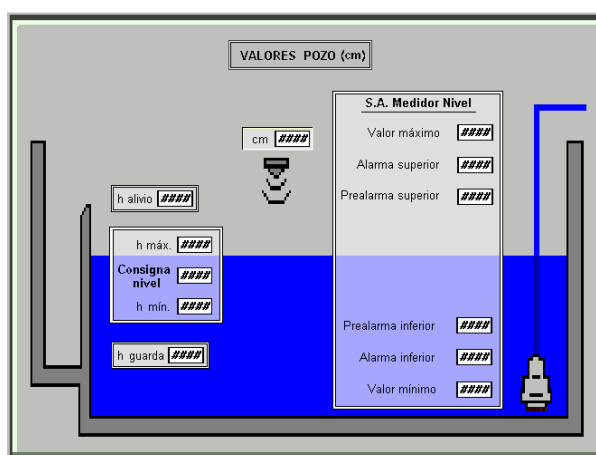 VALORES POZO (cm)
S.A. Medidor Nivel
cm ####
Valor máximo ####
Alarma superior ####
Prealarma superior ####
h alivio ####
h máx. ####
Consigna
nivel ####
h mín. ####
Prealarma inferior ####
h guarda ####
Alarma inferior ####
Valor mínimo ####